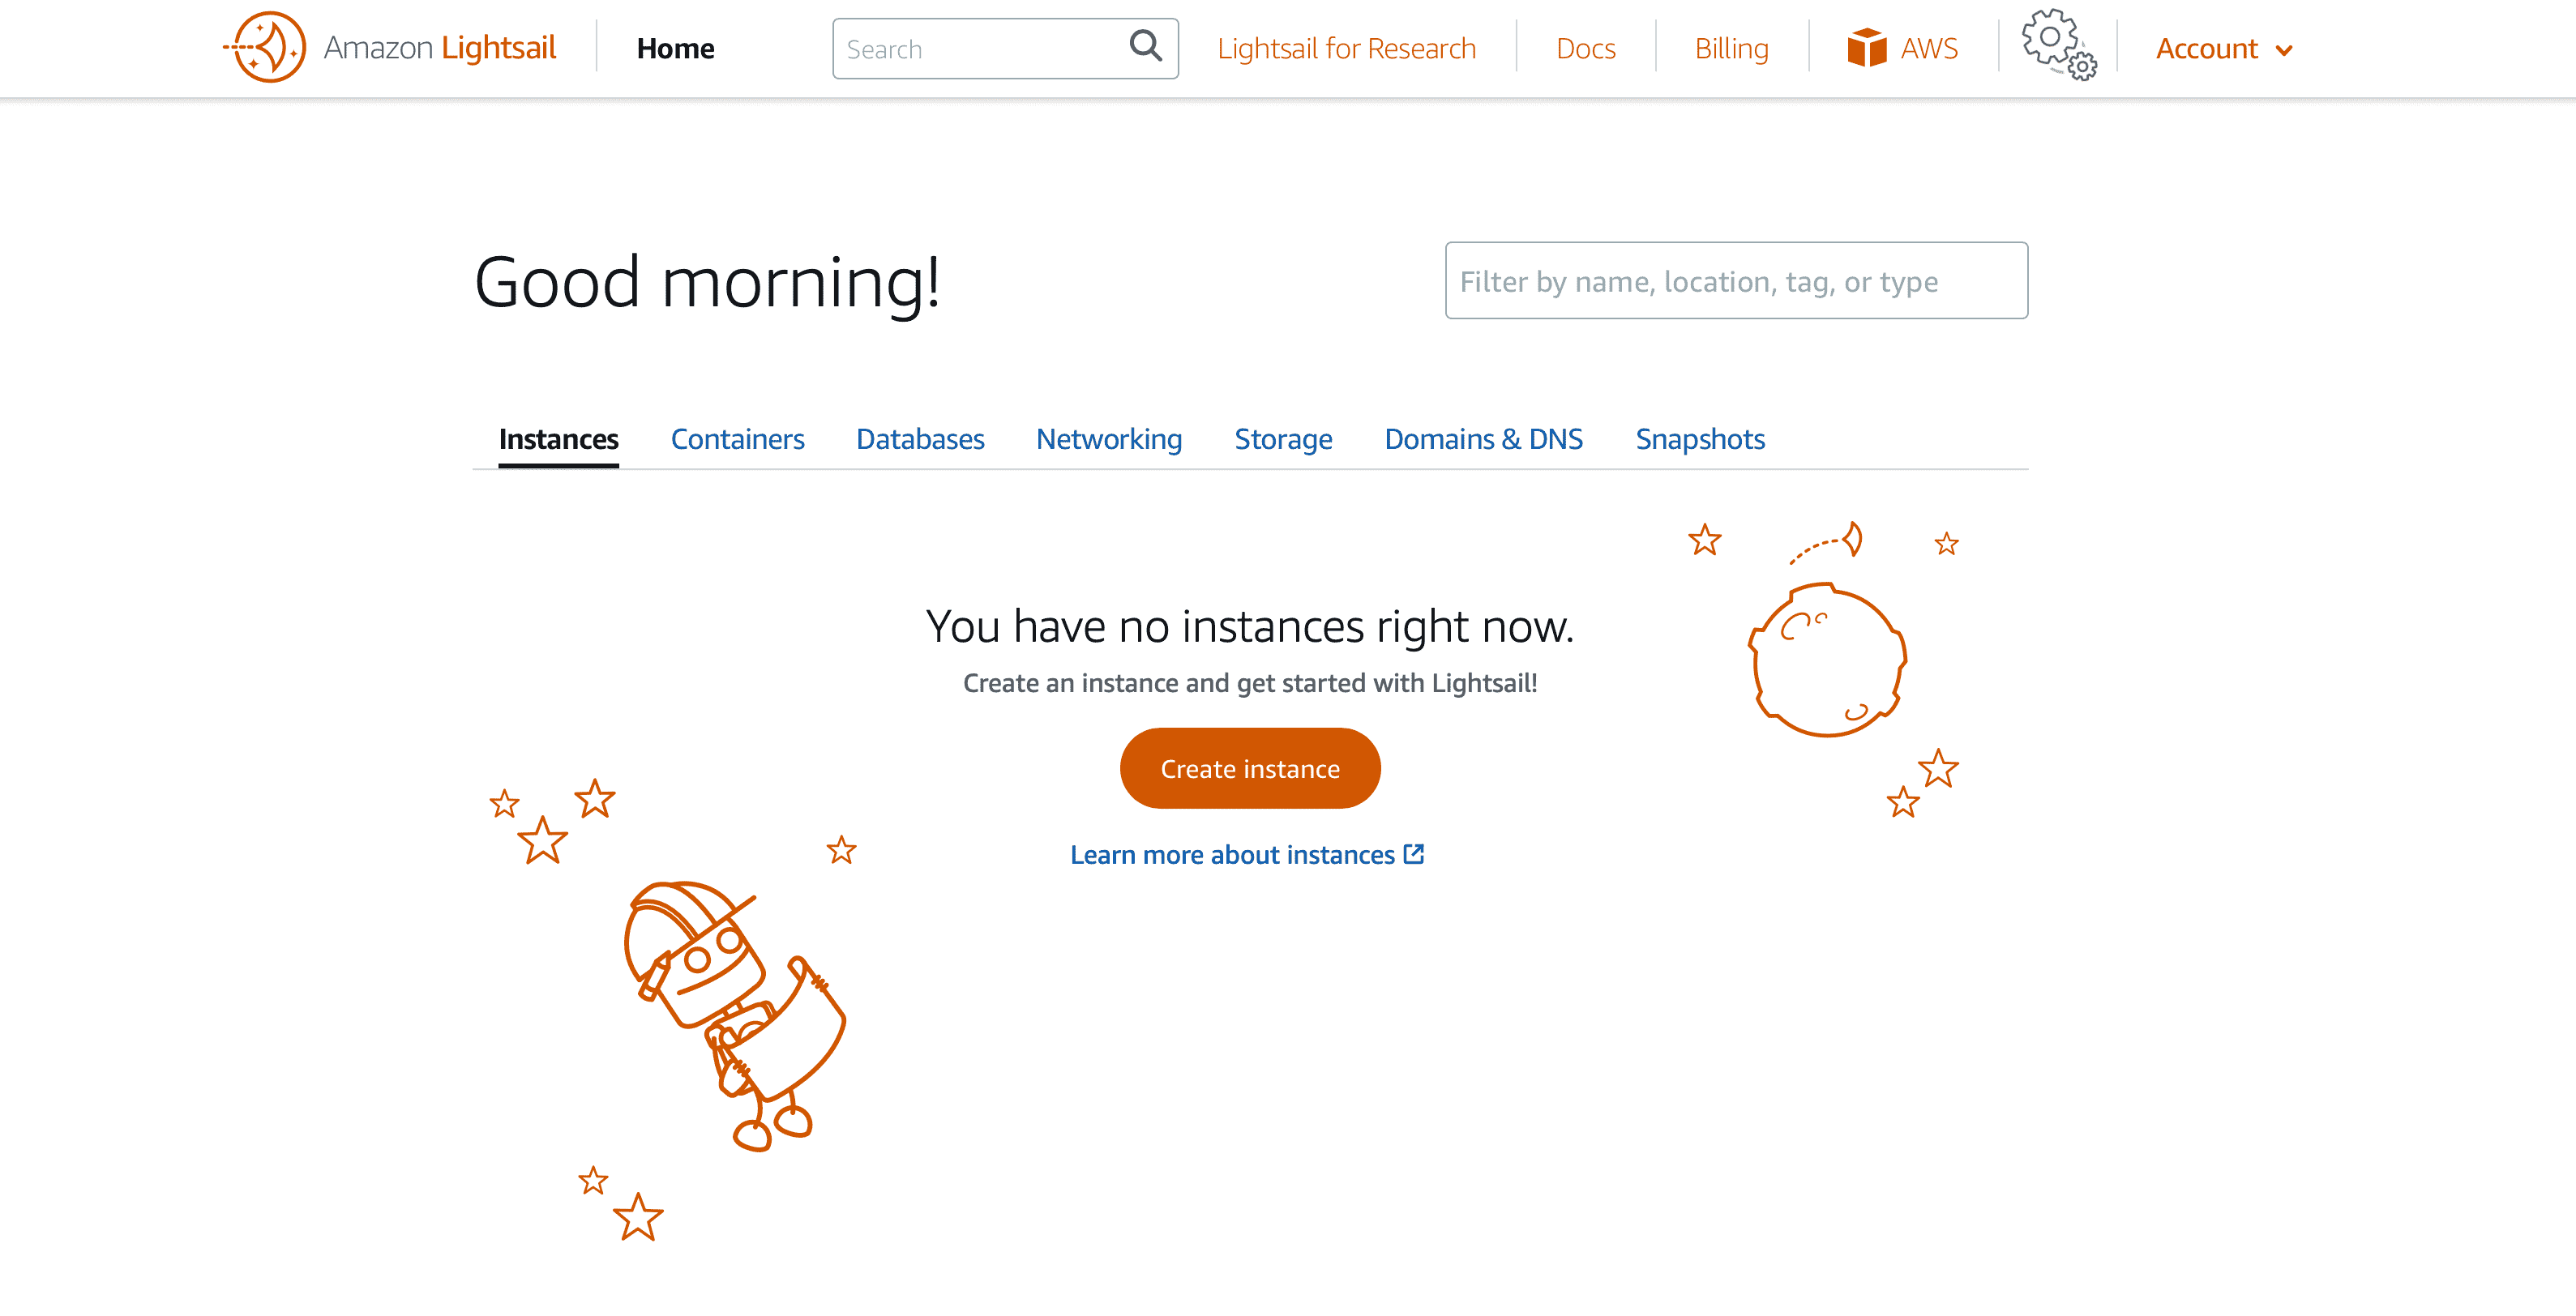 Amazon Lightsail
Home
Search
Lightsail for Research
Docs
Billing
AWS
Account
Good morning!
Filter by name, location, tag, or type
Instances
Containers
Databases
Networking
Storage
Domains & DNS
Snapshots
You have no instances right now.
Create an instance and get started with Lightsail!
Create instance
Learn more about instances